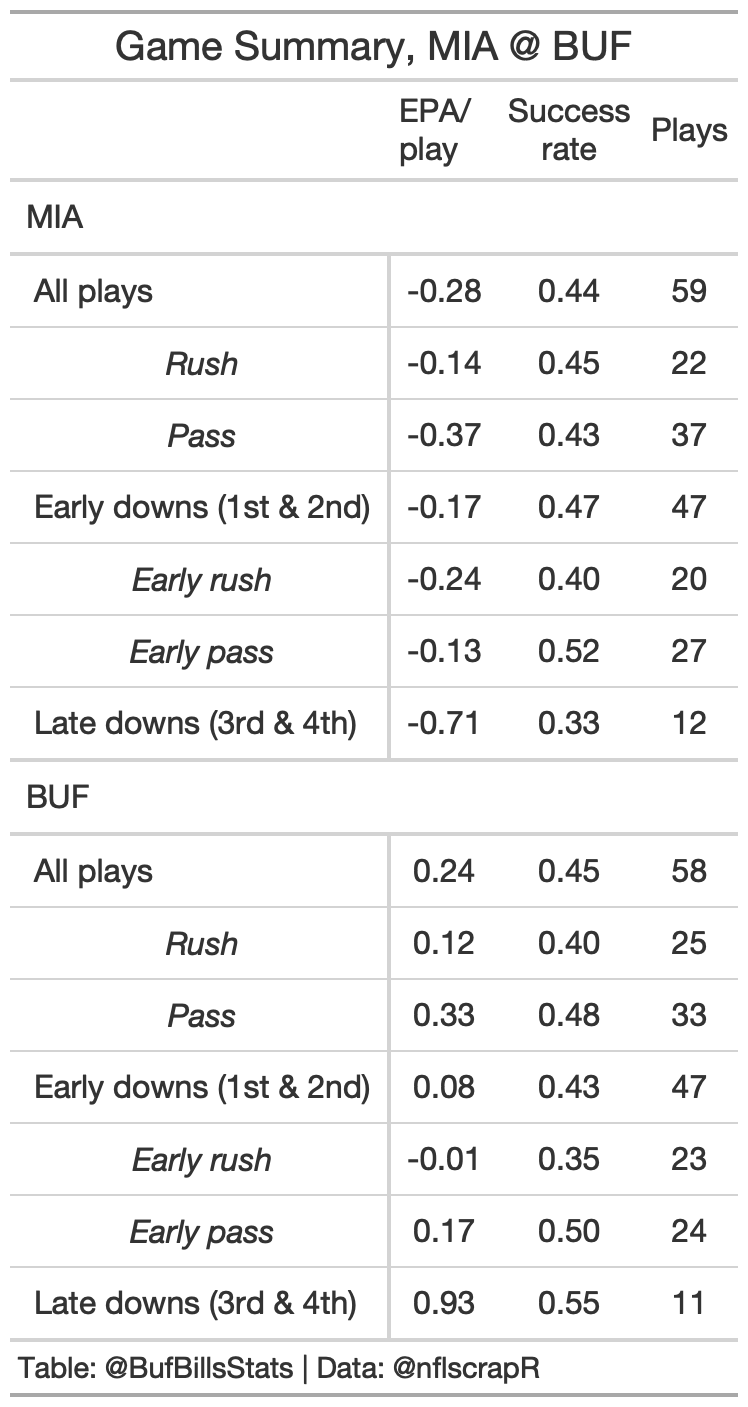 Game Summary, MIA @ BUF
EPA/ Success Plays
play rate
MIA
All plays -0.28 0.44 59
Rush -0.14 0.45 22
Pass -0.37 0.43 37
Early downs (1st & 2nd) -0.17 0.47 47
Early rush -0.24 0.40 20
Early pass -0.13 0.52 27
Late downs (3rd & 4th) -0.71 0.33 12
BUF
All plays 0.24 0.45 58
Rush 0.12 0.40 25
Pass 0.33 0.48 33
Early downs (1st & 2nd) 0.08 0.43 47
Early rush -0.01 0.35 23
Early pass 0.17 0.50 24
Late downs (3rd & 4th) 0.93 0.55 11
Table: @BufBillsStats | Data: @nflscrapR